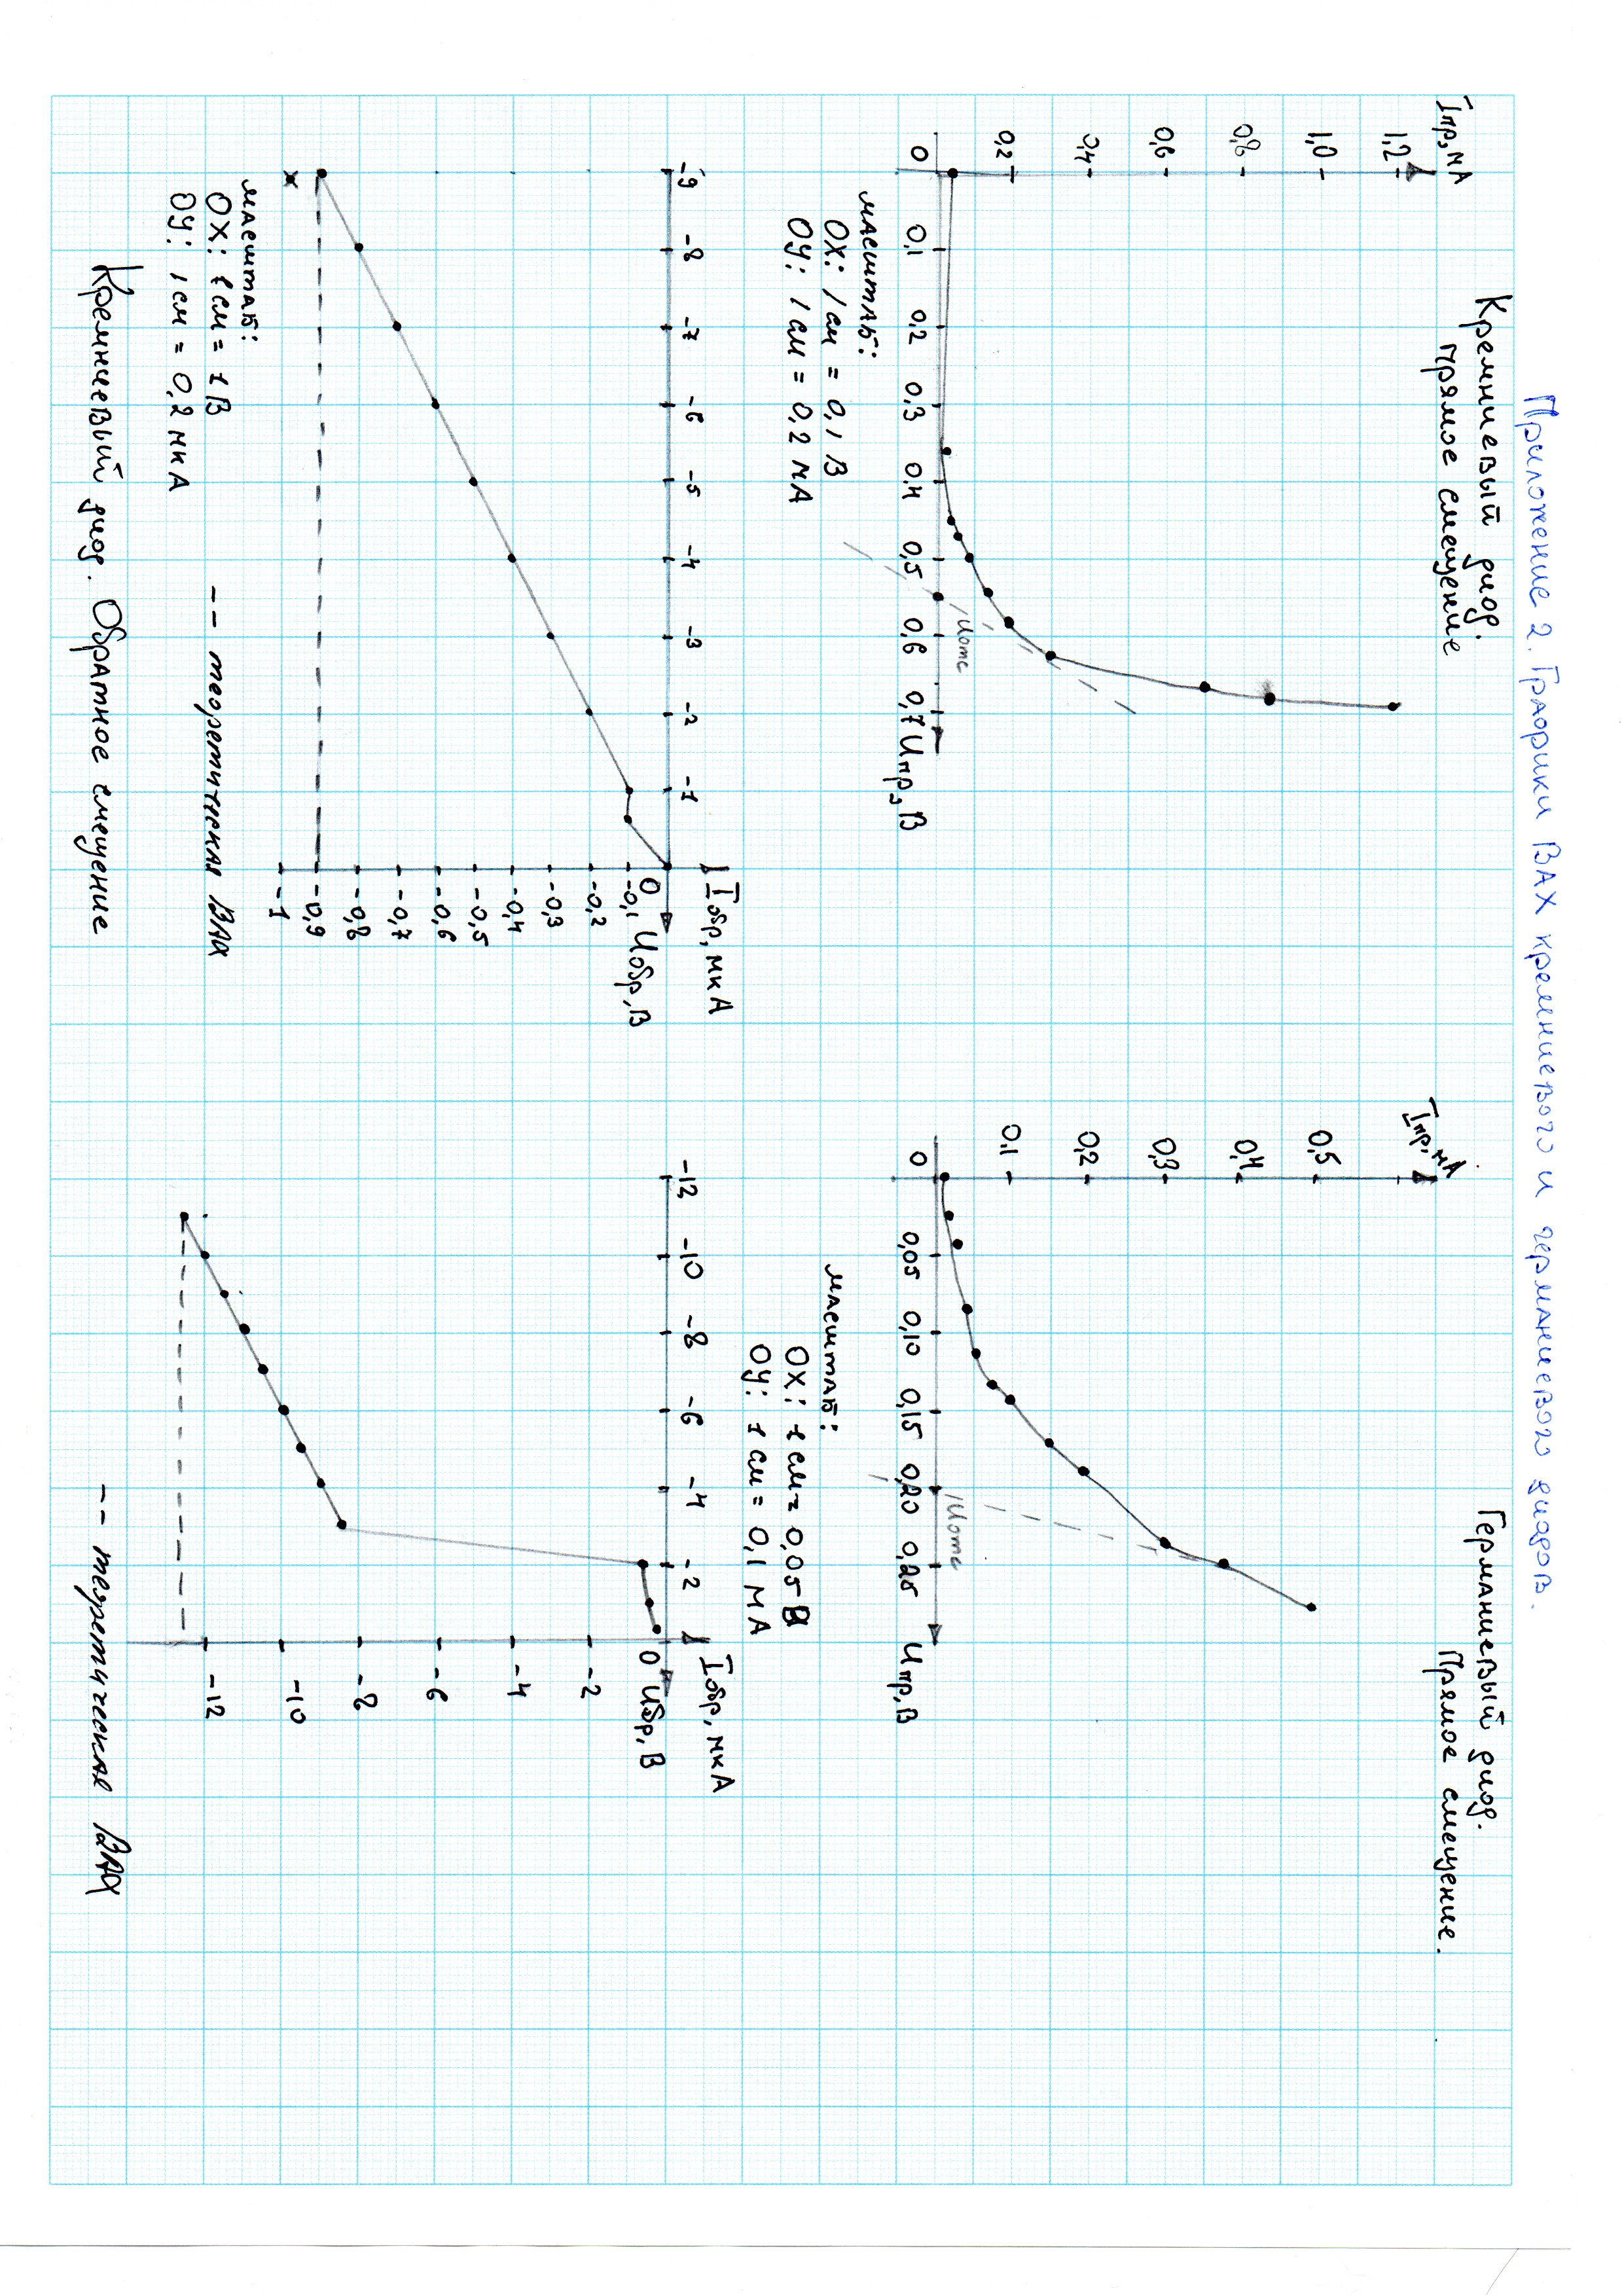 Приложение 2. Графики ВАХ кремниевого и германиевого диодов.
Кремниевый диод.
прямое смещение
Iпр, мА
1,2
1,0
0,8
0,6
0,4
0,2
0
0,1
0,2
0,3
0,4
0,5
0,6
0,7
Uпр, В
Uотс
масштаб:
OX: 1 см = 0,1 В
OY: 1 см = 0,2 мА
Германиевый диод.
Прямое смещение.
Iпр, мА
0,5
0,4
0,3
0,2
0,1
0
0,05
0,10
0,15
0,20
0,25
Uпр, В
Uотс
масштаб:
OX: 1 см = 0,05 В
OY: 1 см = 0,1 мА
Iобр, мкА
-9
-8
-7
-6
-5
-4
-3
-2
-1
0
Uобр, В
-0,1
-0,2
-0,3
-0,4
-0,5
-0,6
-0,7
-0,8
-0,9
-1
масштаб:
OX: 1 см = 1 В
OY: 1 см = 0,2 мкА
-- теоретическая ВАХ
Кремниевый диод. Обратное смещение
Iобр, мкА
-12
-10
-8
-6
-4
-2
0
Uобр, В
-2
-4
-6
-8
-10
-12
-- теоретическая ВАХ